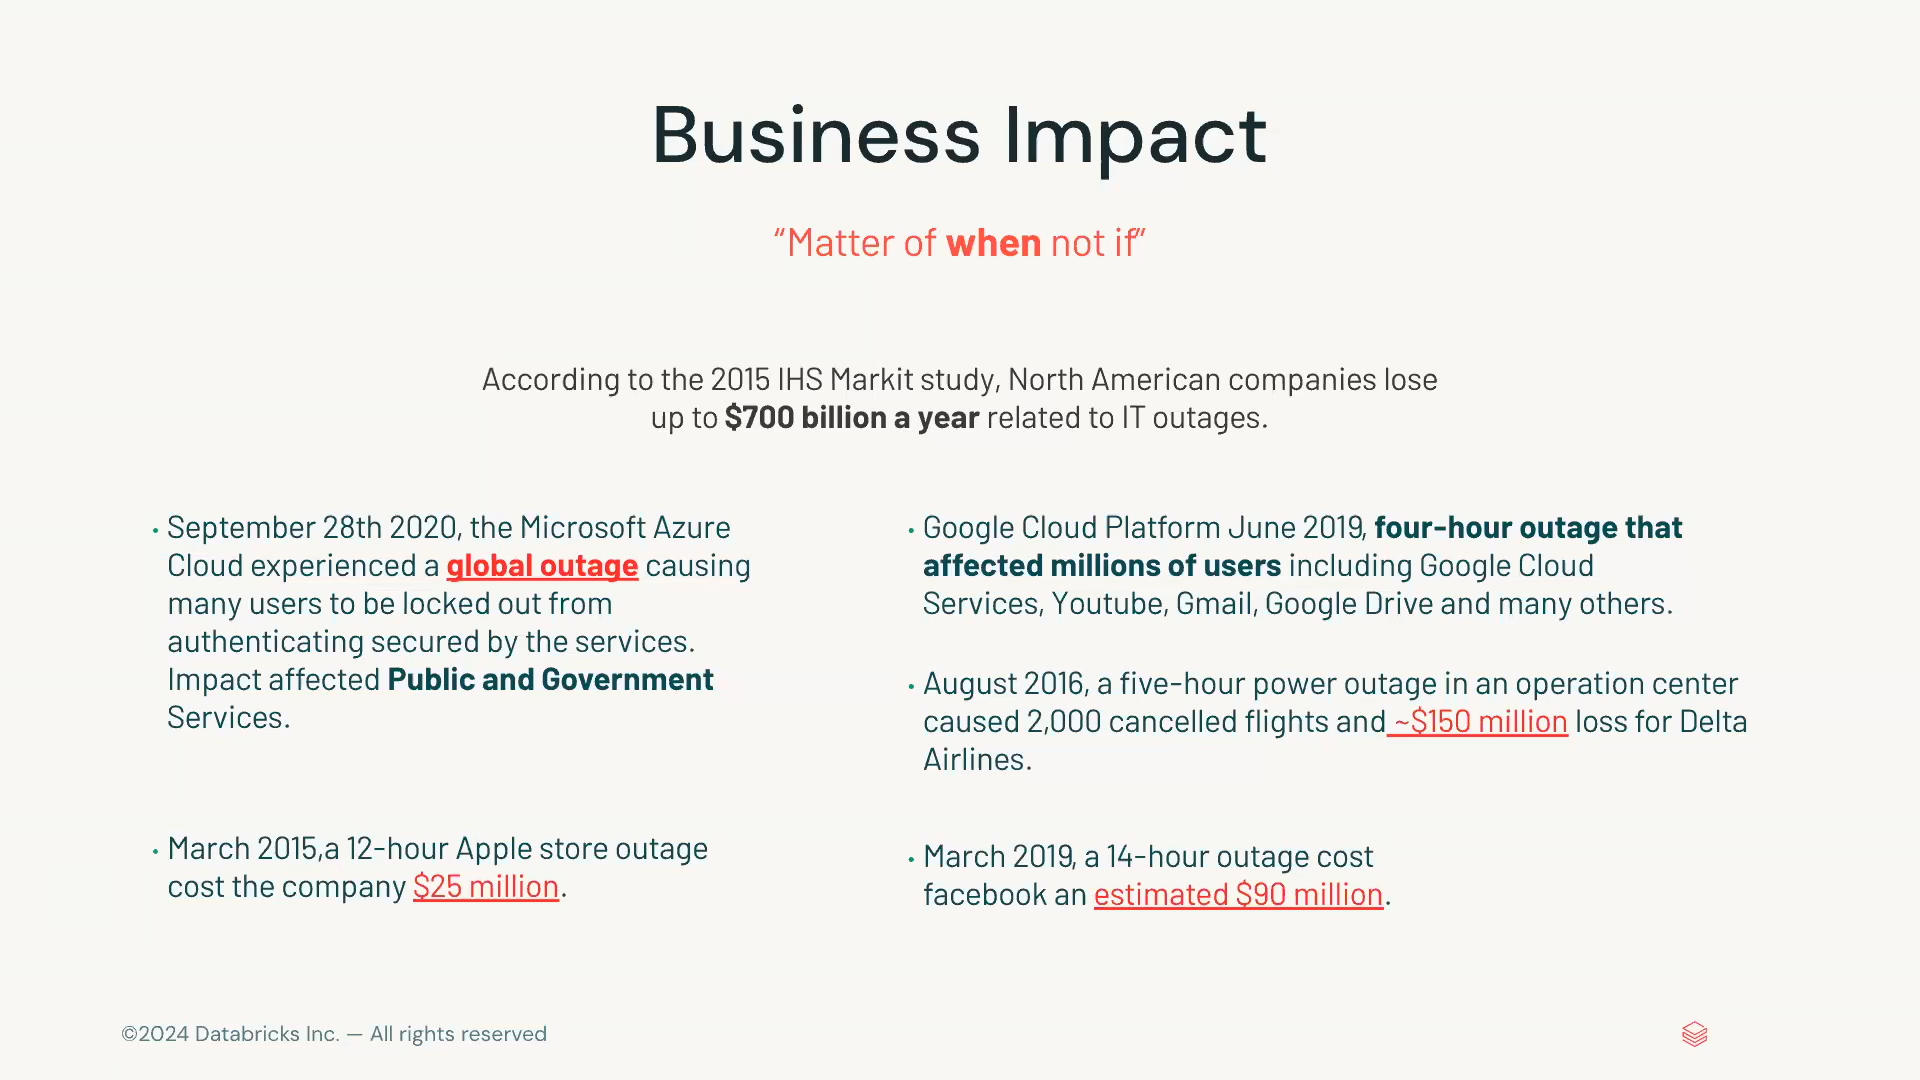 Business Impact
“Matter of when not if”
According to the 2015 IHS Markit study, North American companies lose
up to $700 billion a year related to IT outages.
• September 28th 2020, the Microsoft Azure
Cloud experienced a global outage causing
many users to be locked out from
authenticating secured by the services.
Impact affected Public and Government
Services.
• March 2015,a 12-hour Apple store outage
cost the company $25 million.
• Google Cloud Platform June 2019, four-hour outage that
affected millions of users including Google Cloud
Services, Youtube, Gmail, Google Drive and many others.
• August 2016, a five-hour power outage in an operation center
caused 2,000 cancelled flights and ~$150 million loss for Delta
Airlines.
• March 2019, a 14-hour outage cost
facebook an estimated $90 million.
©2024 Databricks Inc. — All rights reserved